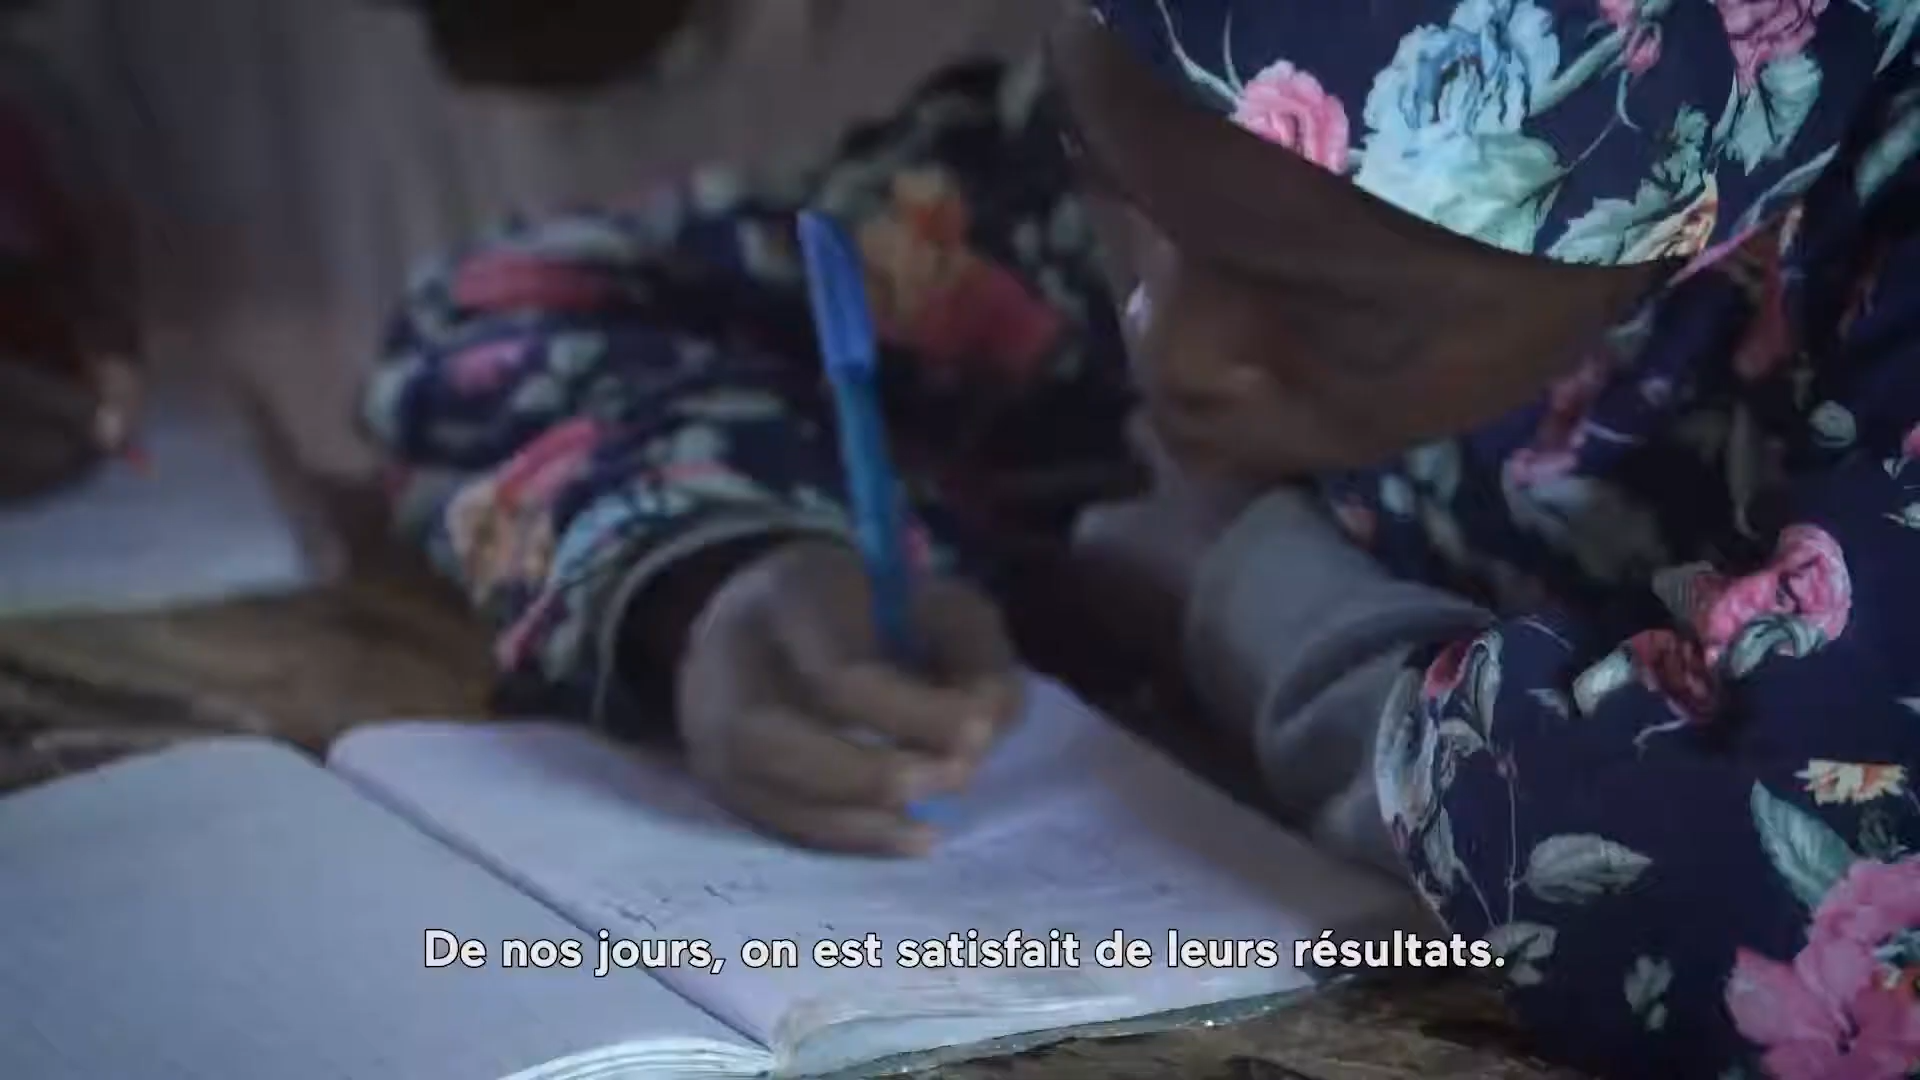 De nos jours, on est satisfait de leurs résultats.